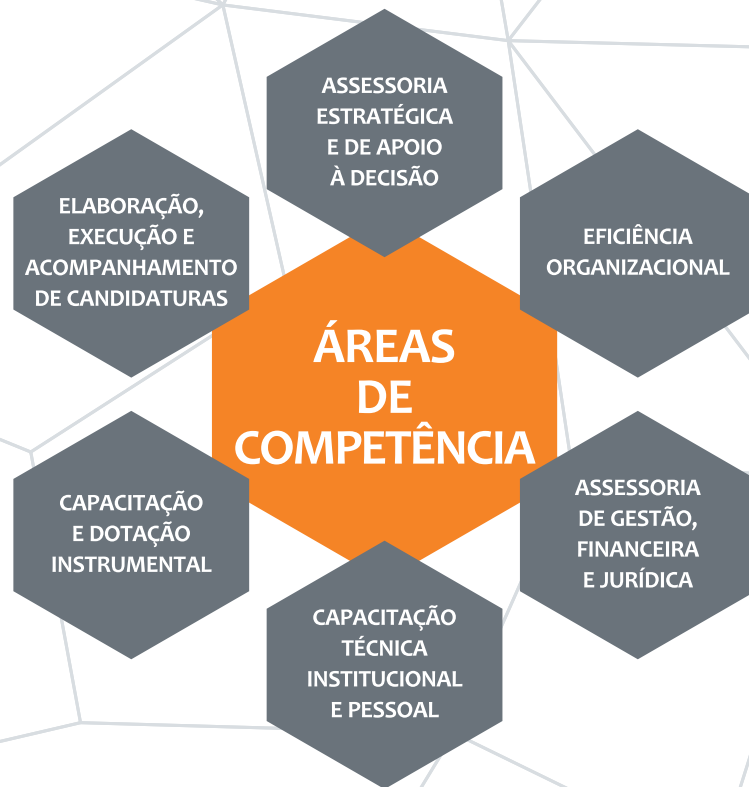 ASSESSORIA
ESTRATÉGICA
E DE APOIO
À DECISÃO
ELABORAÇÃO,
EXECUÇÃO E
ACOMPANHAMENTO
DE CANDIDATURAS
EFICIÊNCIA
ORGANIZACIONAL
ÁREAS
DE
COMPETÊNCIA
CAPACITAÇÃO
E DOTAÇÃO
INSTRUMENTAL
ASSESSORIA
DE GESTÃO,
FINANCEIRA
E JURÍDICA
CAPACITAÇÃO
TÉCNICA
INSTITUCIONAL
E PESSOAL